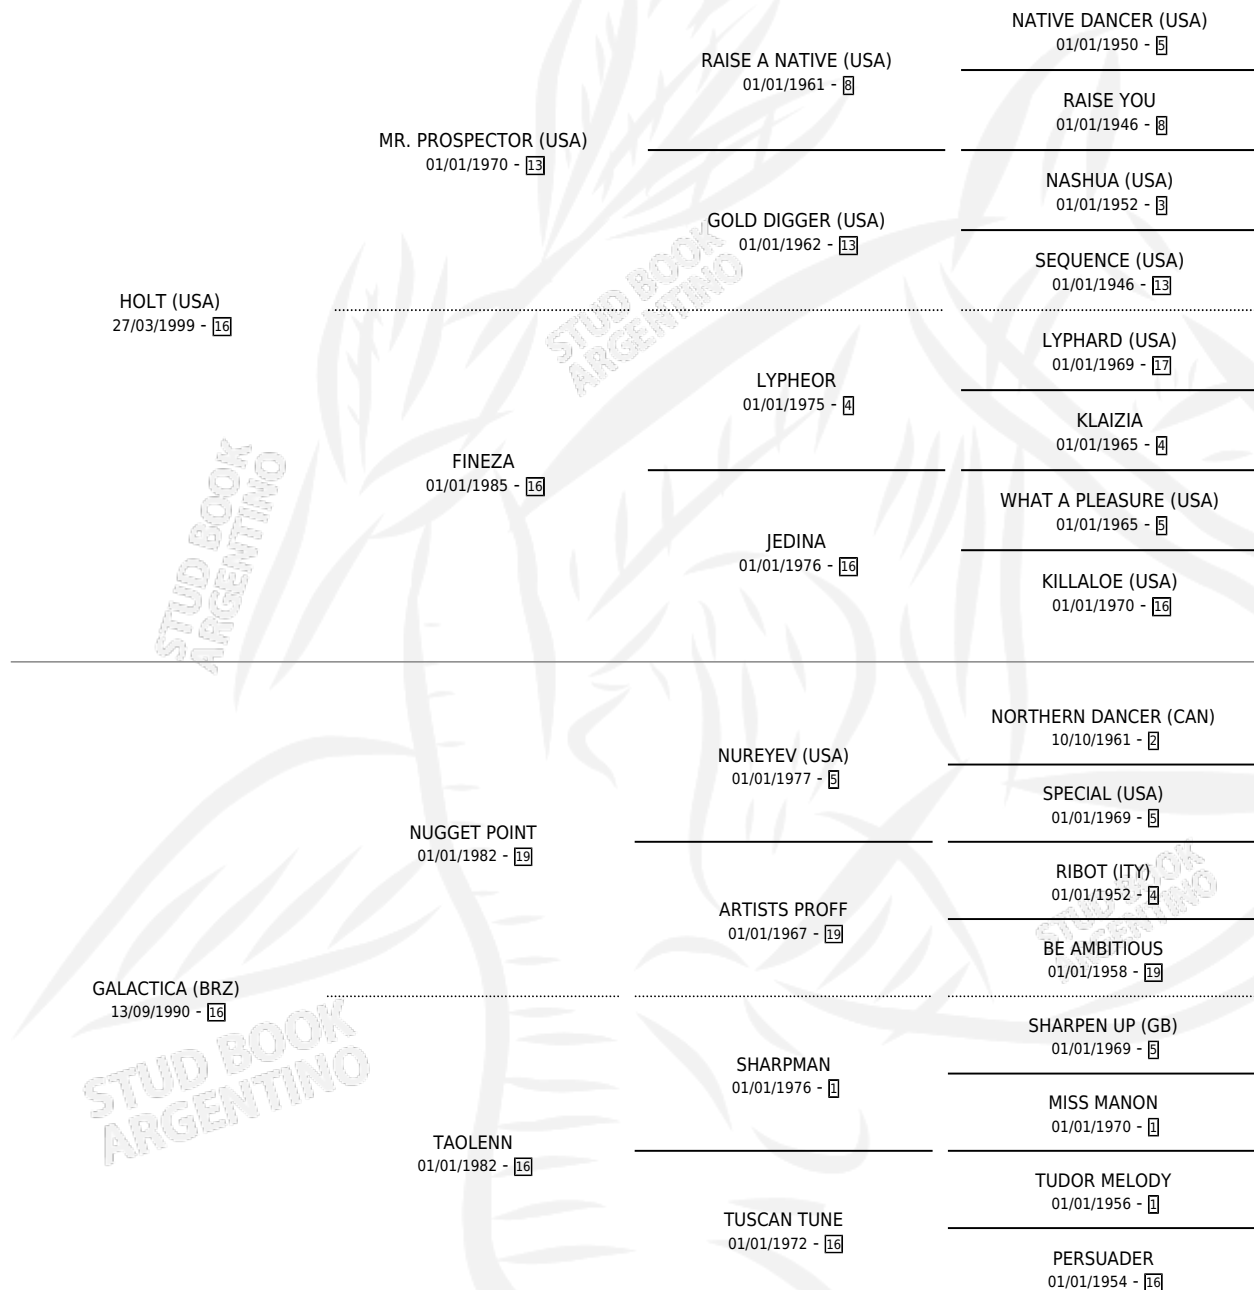 NATIVE DANCER (USA)
01/01/1950 - 5
RAISE A NATIVE (USA)
01/01/1961 - 8
RAISE YOU
01/01/1946 - 8
MR. PROSPECTOR (USA)
01/01/1970 - 13
NASHUA (USA)
01/01/1952 - 3
GOLD DIGGER (USA)
01/01/1962 - 13
SEQUENCE (USA)
01/01/1946 - 13
HOLT (USA)
27/03/1999 - 16
STUD BOOK
ARGENTINO
LYPHARD (USA)
01/01/1969 - 17
LYPHEOR
01/01/1975 - 4
KLAIZIA
01/01/1965 - 4
FINEZA
01/01/1985 - 16
WHAT A PLEASURE (USA)
01/01/1965 - 5
JEDINA
01/01/1976 - 16
KILLALOE (USA)
01/01/1970 - 16
STUD BOOK
ARGENTINO
NORTHERN DANCER (CAN)
10/10/1961 - 2
NUREYEV (USA)
01/01/1977 - 5
SPECIAL (USA)
01/01/1969 - 5
NUGGET POINT
01/01/1982 - 19
RIBOT (ITY)
01/01/1952 - 4
ARTISTS PROFF
01/01/1967 - 19
BE AMBITIOUS
01/01/1958 - 19
STUD BOOK
ARGENTINO
GALACTICA (BRZ)
13/09/1990 - 16
SHARPEN UP (GB)
01/01/1969 - 5
SHARPMAN
01/01/1976 - 1
MISS MANON
01/01/1970 - 1
STUD BOOK
ARGENTINO
TAOLENN
01/01/1982 - 16
TUDOR MELODY
01/01/1956 - 1
TUSCAN TUNE
01/01/1972 - 16
PERSUADER
01/01/1954 - 16